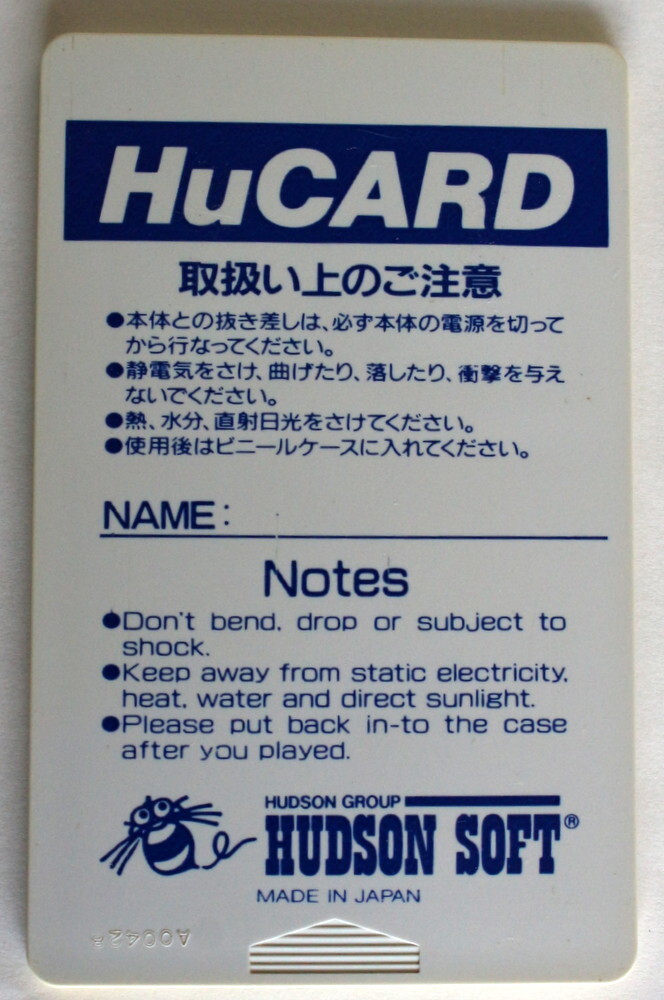 HuCARD
取扱い上のご注意
●本体との抜き差しは、必ず本体の電源を切って
から行なってください。
●静電気をさけ、曲げたり、落したり、衝撃を与え
ないでください。
●熱、水分、直射日光をさけてください。
●使用後はビニールケースに入れてください。
NAME:
Notes
●Don't bend, drop or subject to
shock.
●Keep away from static electricity,
heat, water and direct sunlight.
●Please put back in-to the case
after you played.
HUDSON GROUP
HUDSON SOFT®
MADE IN JAPAN